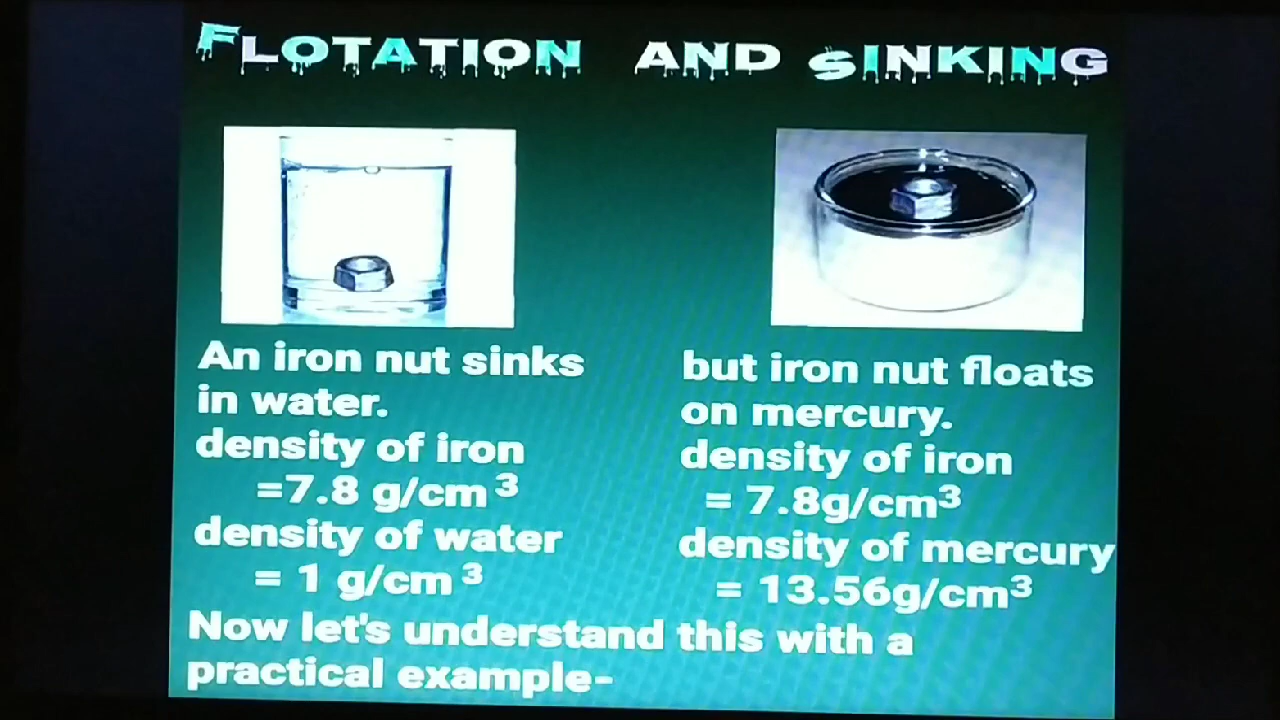 FLOTATION AND SINKING
An iron nut sinks
in water.
density of iron
=7.8 g/cm³
density of water
= 1 g/cm³
but iron nut floats
on mercury.
density of iron
= 7.8g/cm³
density of mercury
= 13.56g/cm³
Now let's understand this with a
practical example-